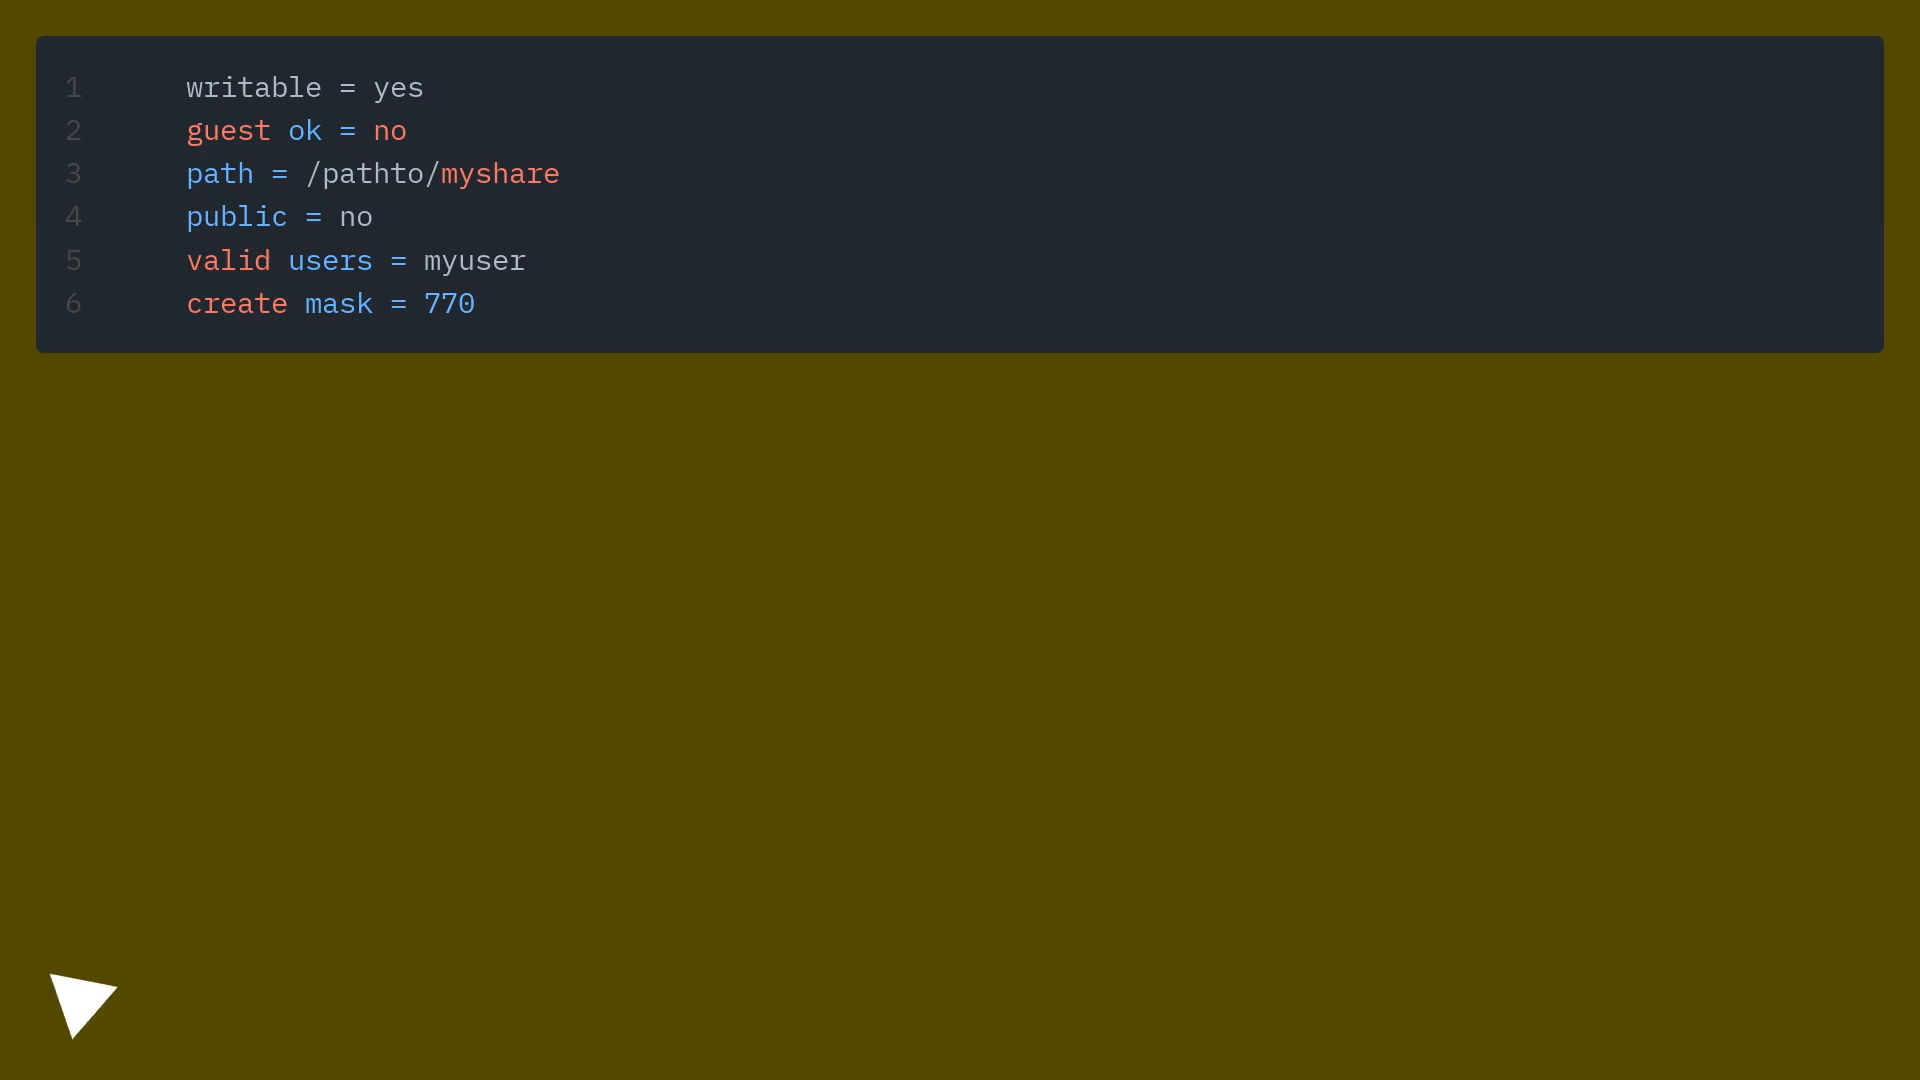 1 writable = yes
2 guest ok = no
3 path = /pathto/myshare
4 public = no
5 valid users = myuser
6 create mask = 770